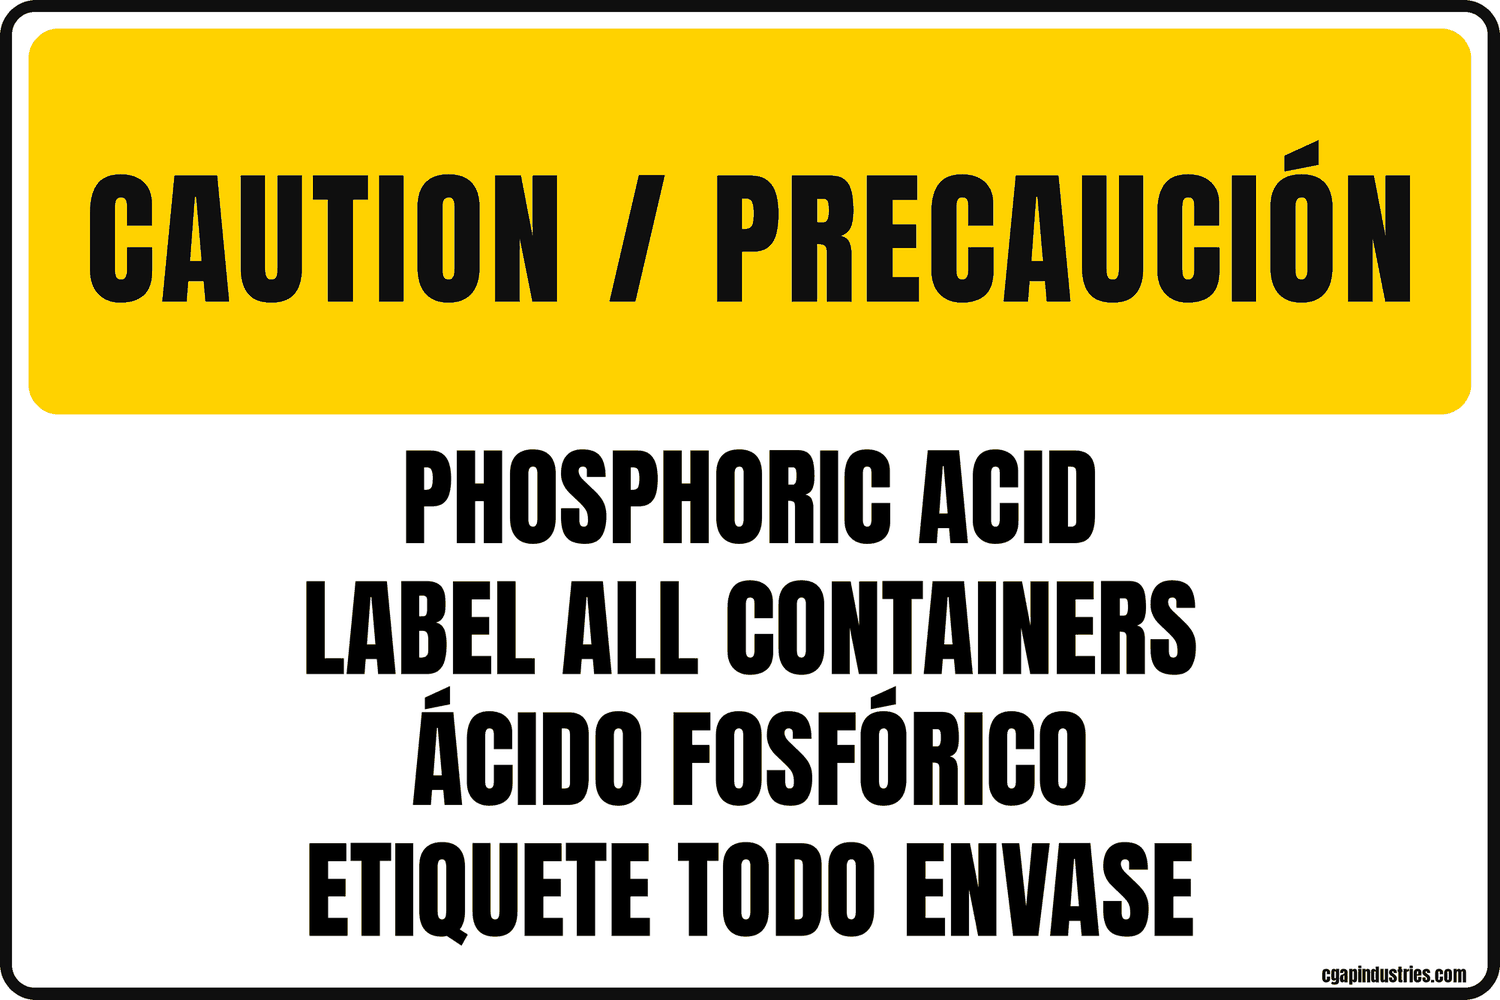 CAUTION / PRECAUCIÓN
PHOSPHORIC ACID
LABEL ALL CONTAINERS
ÁCIDO FOSFÓRICO
ETIQUETE TODO ENVASE
cgapindustries.com